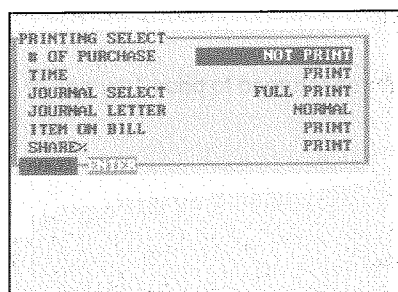 PRINTING SELECT
# OF PURCHASE NOT PRINT
TIME PRINT
JOURNAL SELECT FULL PRINT
JOURNAL LETTER NORMAL
ITEM ON BILL PRINT
SHARE% PRINT
ENTER